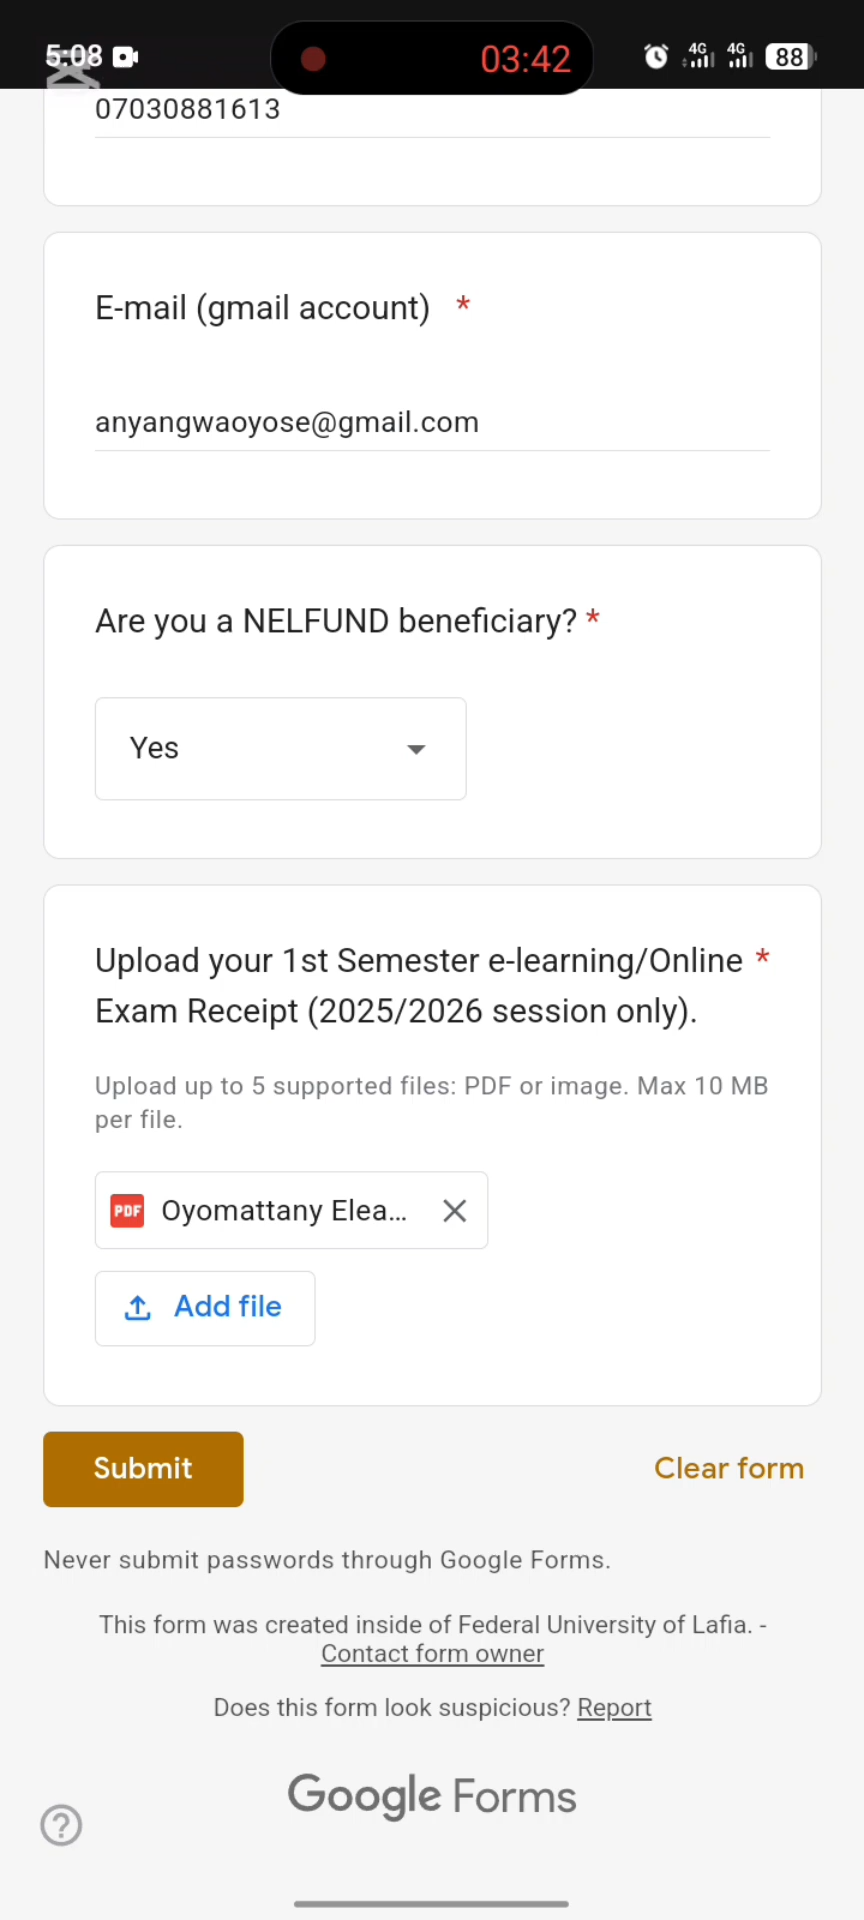 5:08
03:42
4G
4G
88
07030881613
E-mail (gmail account) *
anyangwaoyose@gmail.com
Are you a NELFUND beneficiary? *
Yes
Upload your 1st Semester e-learning/Online *
Exam Receipt (2025/2026 session only).
Upload up to 5 supported files: PDF or image. Max 10 MB
per file.
PDF Oyomattany Elea...
Add file
Submit
Clear form
Never submit passwords through Google Forms.
This form was created inside of Federal University of Lafia. -
Contact form owner
Does this form look suspicious? Report
Google Forms
?